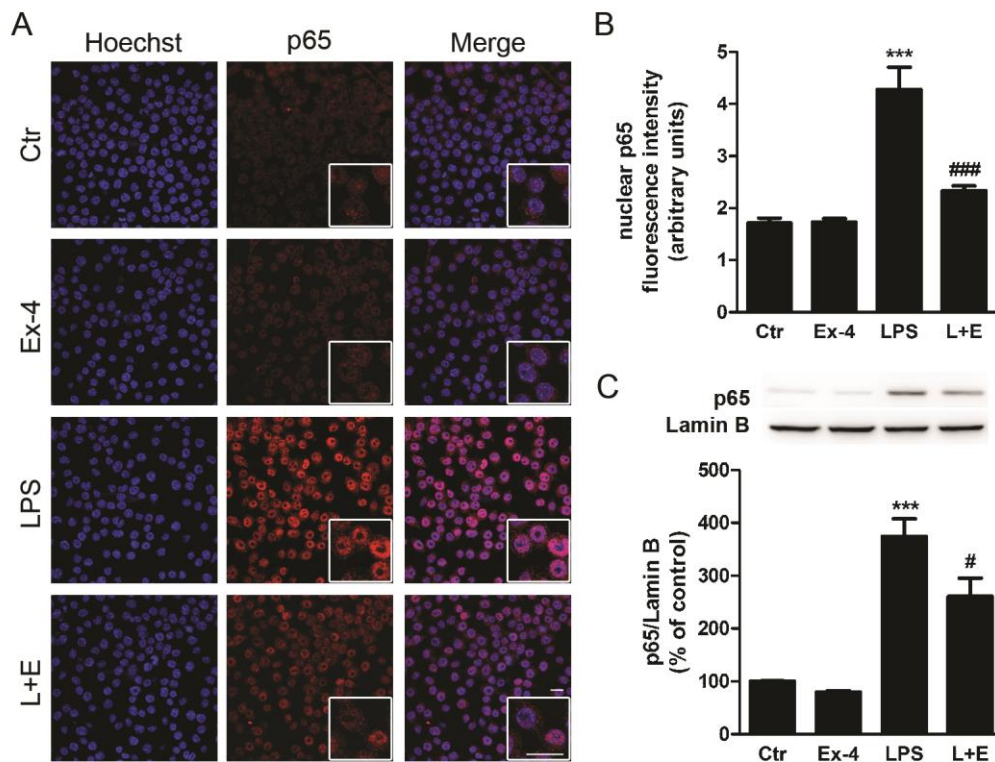 A
Hoechst p65 Merge
Ctr
Ex-4
LPS
L+E
B
nuclear p65
fluorescence intensity
(arbitrary units)
5
4
3
2
1
0
***
###
Ctr Ex-4 LPS L+E
C
p65
Lamin B
p65/Lamin B
(% of control)
500
400
300
200
100
0
***
#
Ctr Ex-4 LPS L+E